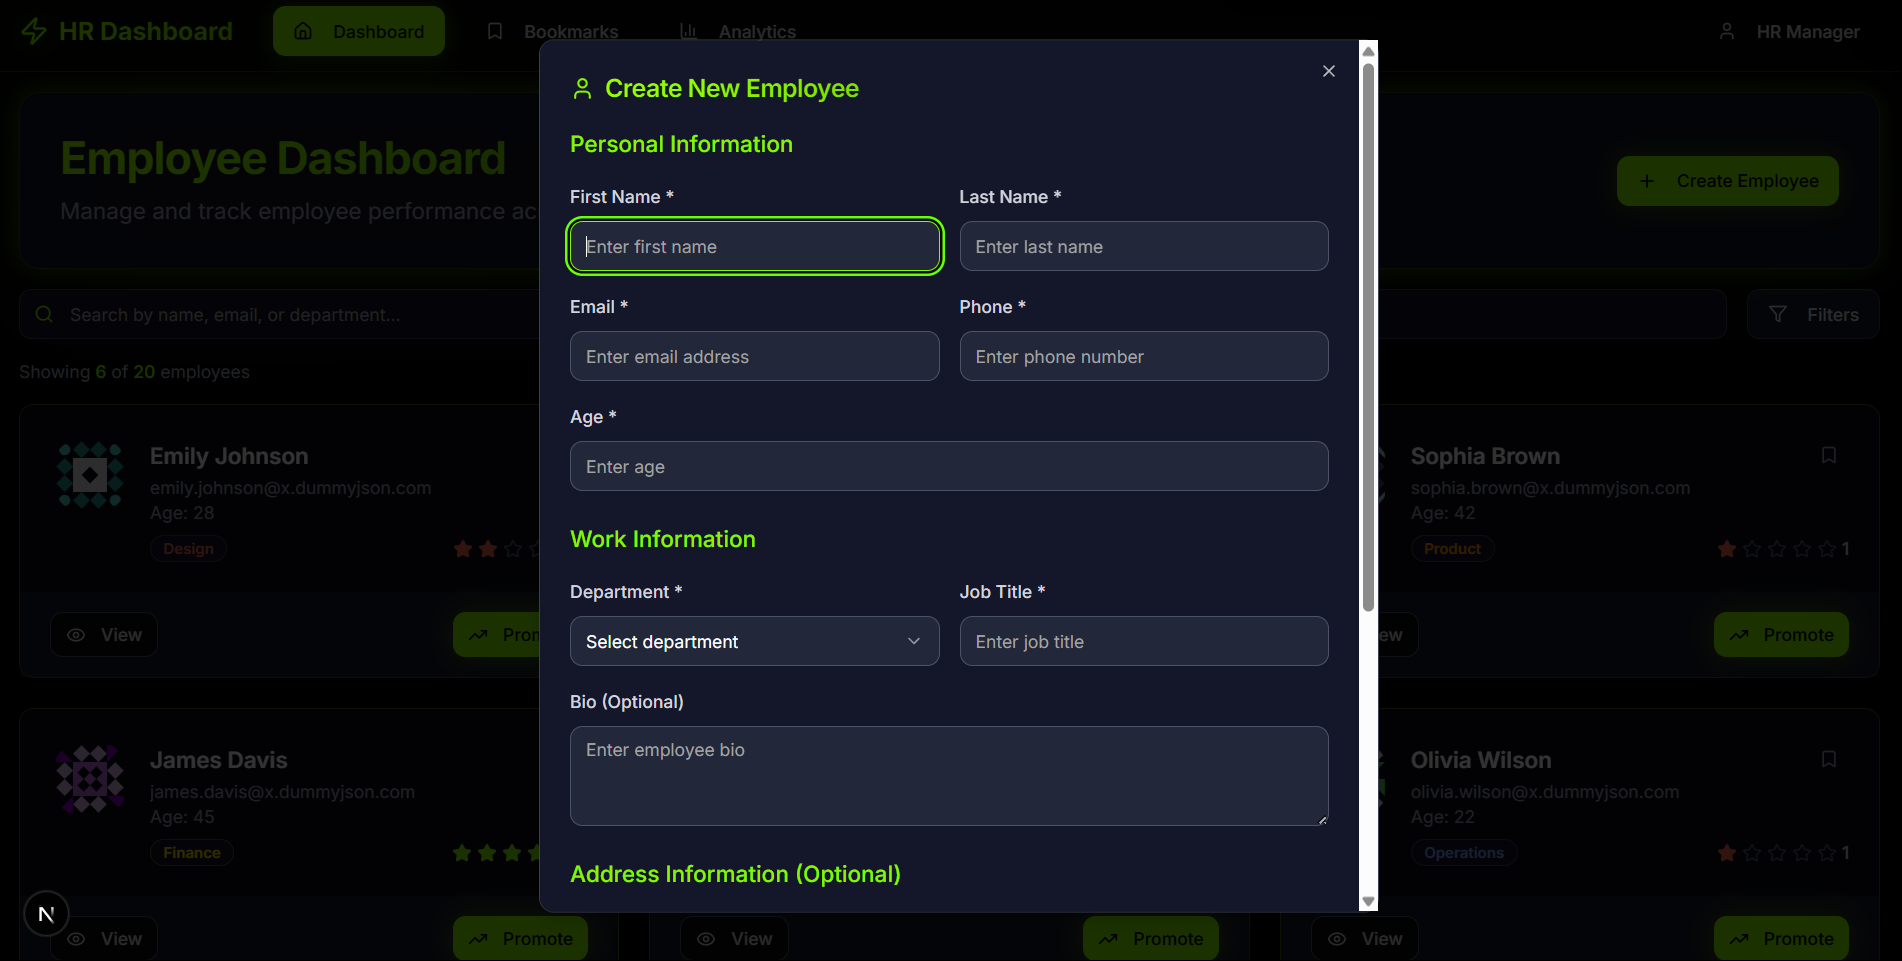 HR Dashboard
Dashboard
Bookmarks
Analytics
HR Manager
Employee Dashboard
Manage and track employee performance ac
Create Employee
Search by name, email, or department...
Filters
Showing 6 of 20 employees
Create New Employee
Personal Information
First Name *
Last Name *
Enter first name
Enter last name
Email *
Phone *
Enter email address
Enter phone number
Age *
Enter age
Work Information
Department *
Job Title *
Select department
Enter job title
Bio (Optional)
Enter employee bio
Address Information (Optional)
Emily Johnson
emily.johnson@x.dummyjson.com
Age: 28
Design
View
Prom
Sophia Brown
sophia.brown@x.dummyjson.com
Age: 42
Product
1
ew
Promote
James Davis
james.davis@x.dummyjson.com
Age: 45
Finance
N
View
Promote
View
Promote
Olivia Wilson
olivia.wilson@x.dummyjson.com
Age: 22
Operations
1
View
Promote